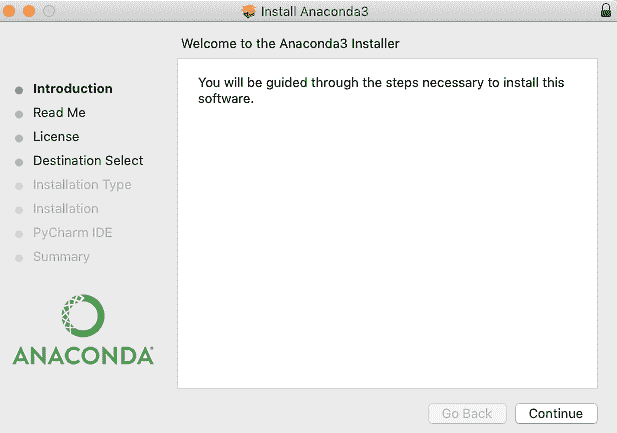 Install Anaconda3
Welcome to the Anaconda3 Installer
Introduction
Read Me
License
Destination Select
Installation Type
Installation
PyCharm IDE
Summary
You will be guided through the steps necessary to install this
software.
ANACONDA
Go Back
Continue